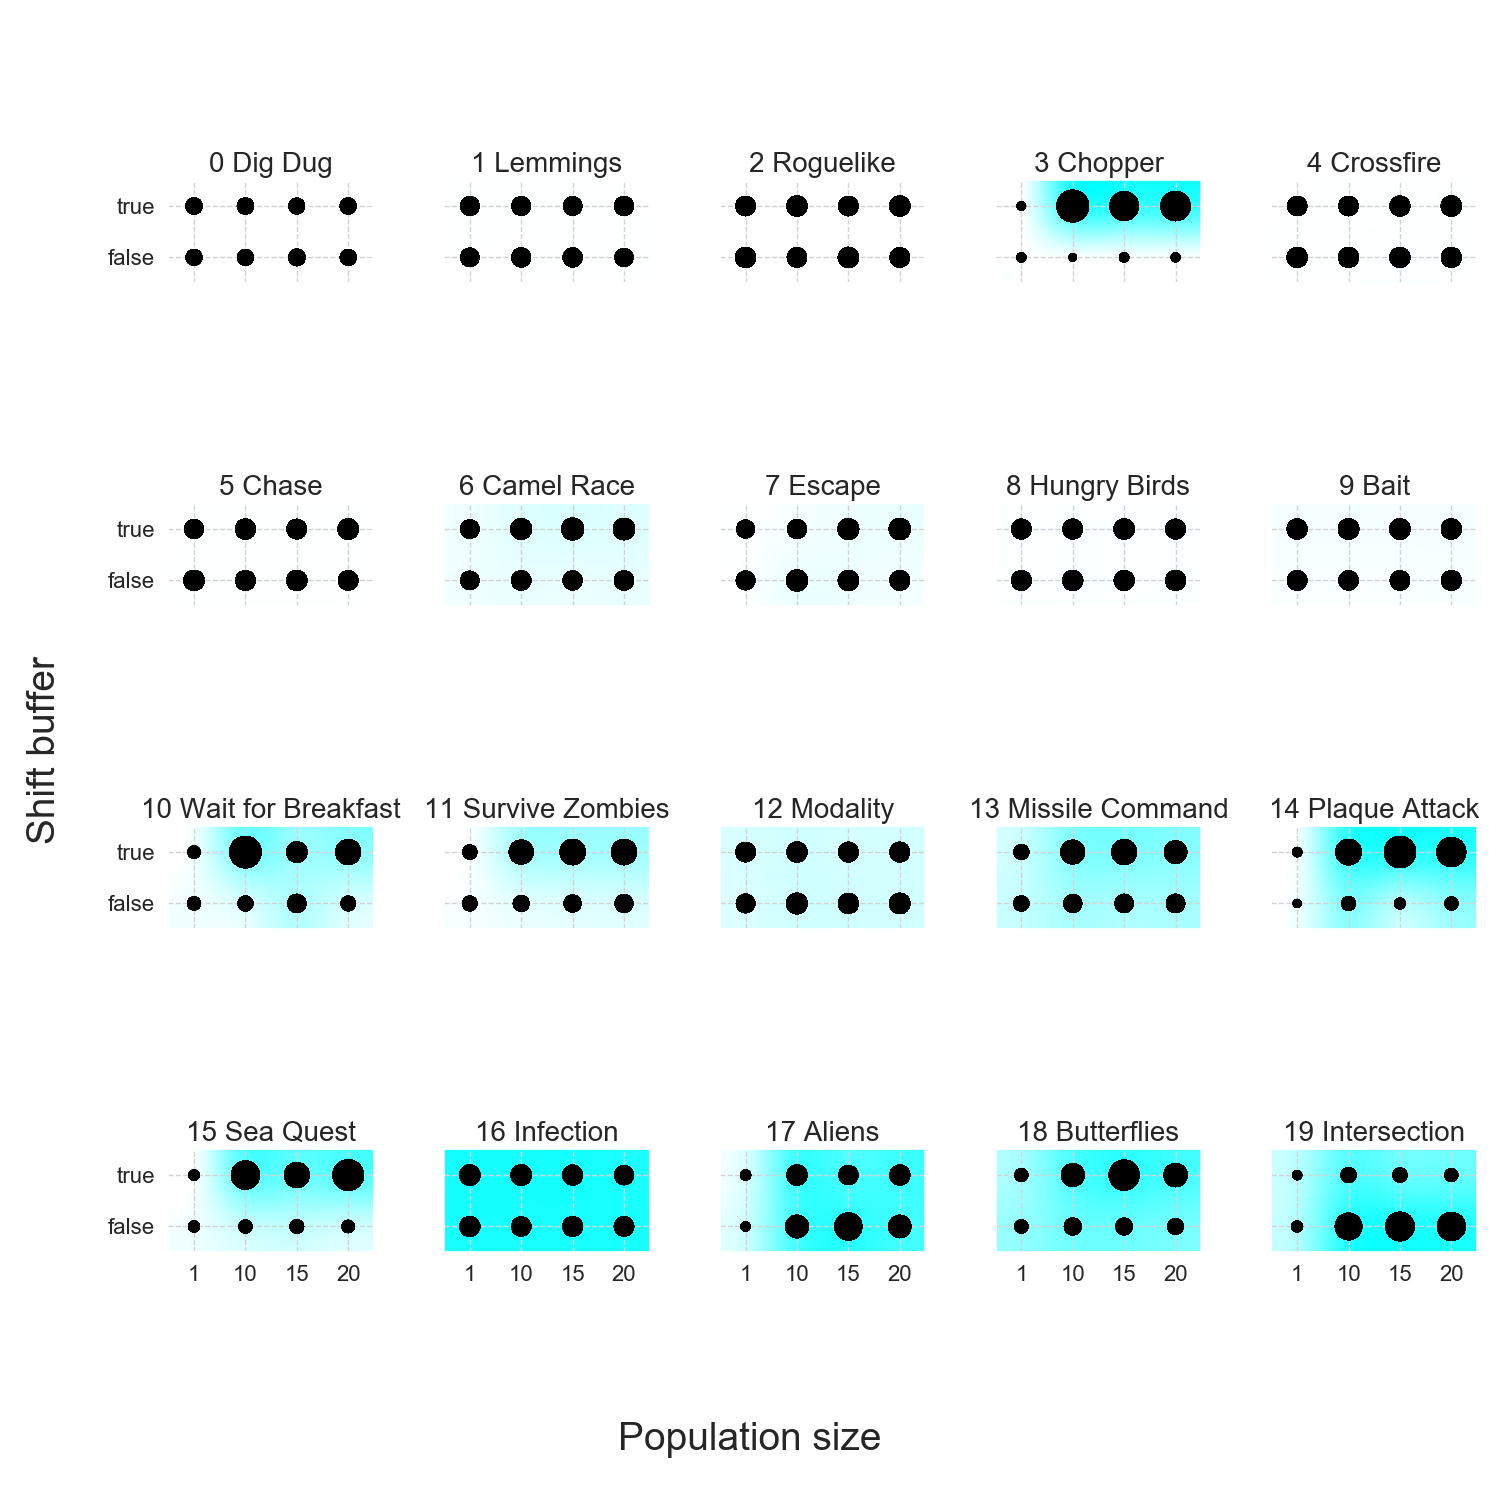 0 Dig Dug
1 Lemmings
2 Roguelike
3 Chopper
4 Crossfire
true
false
5 Chase
6 Camel Race
7 Escape
8 Hungry Birds
9 Bait
true
false
Shift buffer
10 Wait for Breakfast
11 Survive Zombies
12 Modality
13 Missile Command
14 Plaque Attack
true
false
15 Sea Quest
16 Infection
17 Aliens
18 Butterflies
19 Intersection
true
false
1 10 15 20
1 10 15 20
1 10 15 20
1 10 15 20
1 10 15 20
Population size